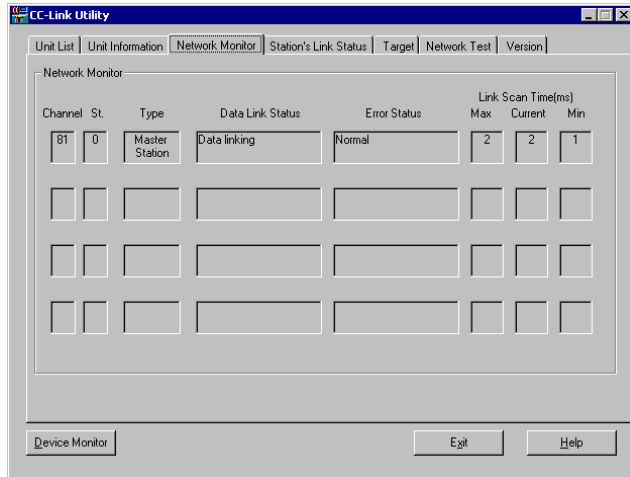 CC-Link Utility
Unit List Unit Information Network Monitor Station's Link Status Target Network Test Version
Network Monitor
Link Scan Time(ms)
Channel St. Type Data Link Status Error Status Max Current Min
81 0 Master Station Data linking Normal 2 2 1
Device Monitor Exit Help